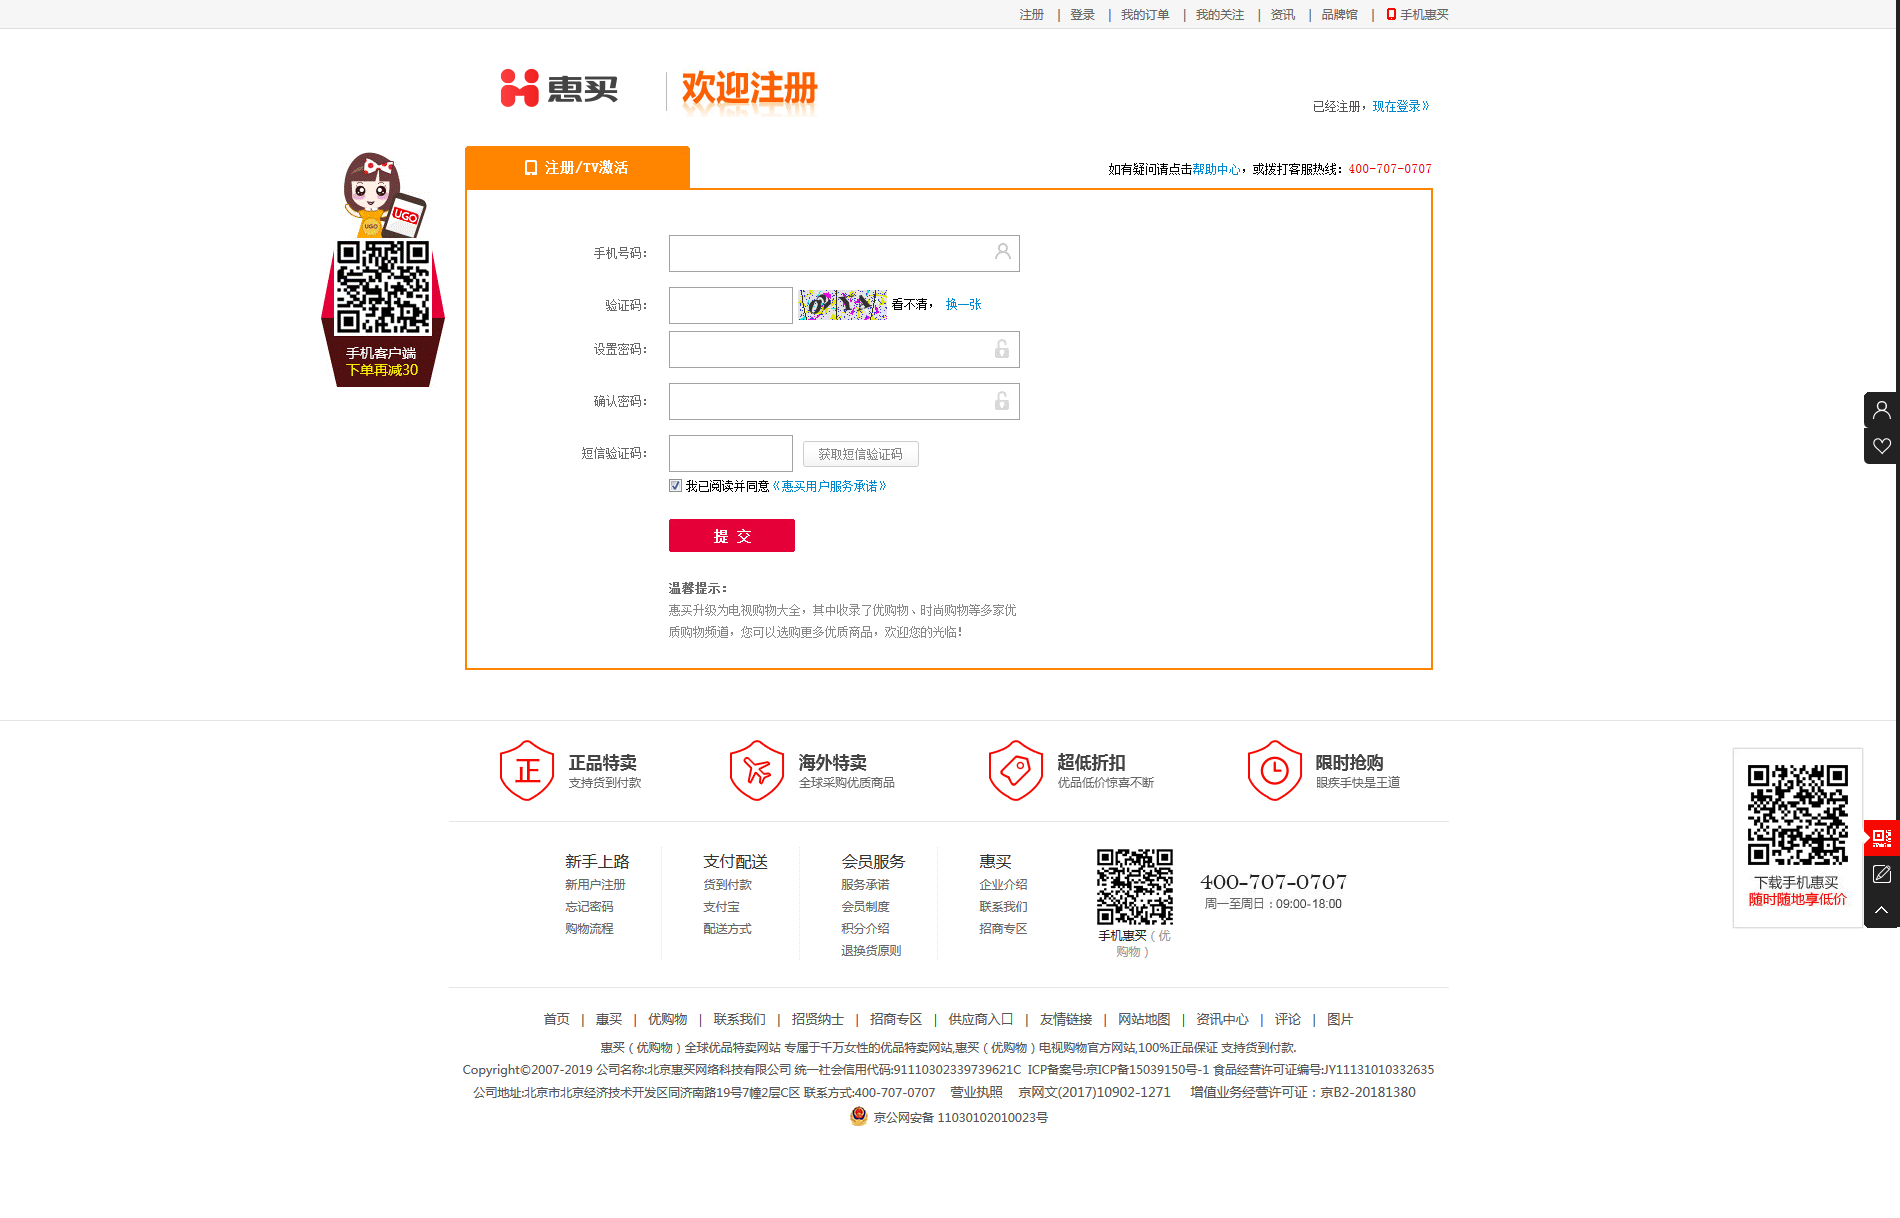 注册 | 登录 | 我的订单 | 我的关注 | 资讯 | 品牌馆 | 手机惠买
惠买 欢迎注册
已经注册，现在登录》
注册/TV激活
如有疑问请点击帮助中心，或拨打客服热线：400-707-0707
UGO
UGO
手机客户端
下单再减30
手机号码：
验证码：
看不清， 换一张
设置密码：
确认密码：
短信验证码：
获取短信验证码
我已阅读并同意《惠买用户服务承诺》
提 交
温馨提示：
惠买升级为电视购物大全，其中收录了优购物、时尚购物等多家优
质购物频道，您可以选购更多优质商品，欢迎您的光临！
正
正品特卖
支持货到付款
海外特卖
全球采购优质商品
超低折扣
优品低价惊喜不断
限时抢购
眼疾手快是王道
新手上路
新用户注册
忘记密码
购物流程
支付配送
货到付款
支付宝
配送方式
会员服务
服务承诺
会员制度
积分介绍
退换货原则
惠买
企业介绍
联系我们
招商专区
手机惠买（优
购物）
400-707-0707
周一至周日：09:00-18:00
下载手机惠买
随时随地享低价
首页 | 惠买 | 优购物 | 联系我们 | 招贤纳士 | 招商专区 | 供应商入口 | 友情链接 | 网站地图 | 资讯中心 | 评论 | 图片
惠买（优购物）全球优品特卖网站 专属于千万女性的优品特卖网站,惠买（优购物）电视购物官方网站,100%正品保证 支持货到付款.
Copyright©2007-2019 公司名称:北京惠买网络科技有限公司 统一社会信用代码:91110302339739621C ICP备案号:京ICP备15039150号-1 食品经营许可证编号:JY11131010332635
公司地址:北京市北京经济技术开发区同济南路19号7幢2层C区 联系方式:400-707-0707 营业执照 京网文(2017)10902-1271 增值业务经营许可证：京B2-20181380
京公网安备 11030102010023号